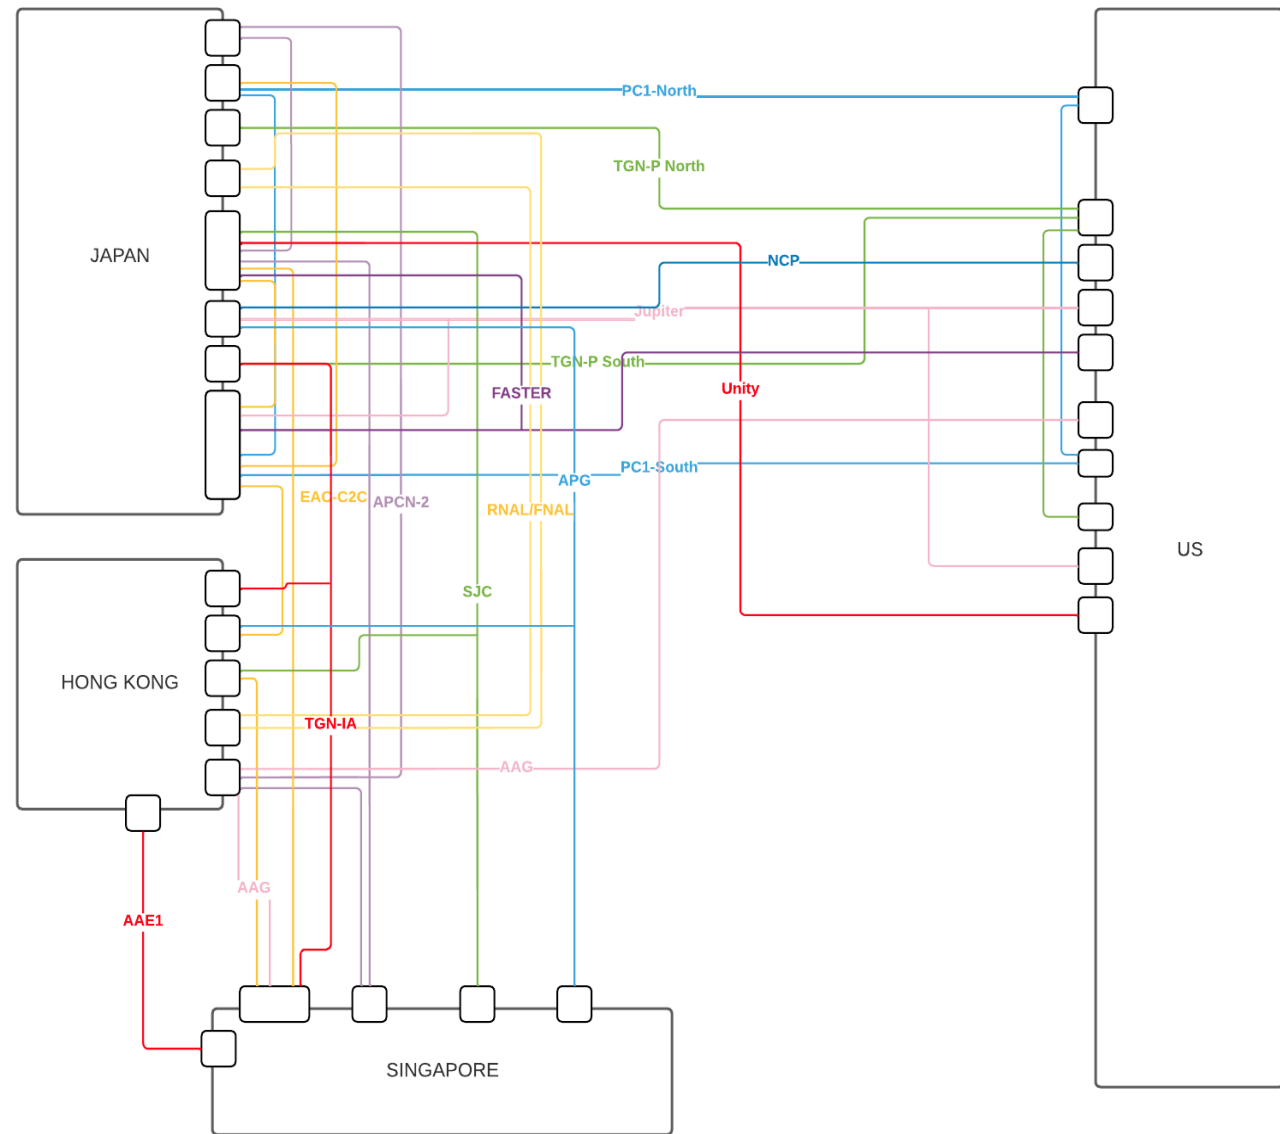 PC1-North
TGN-P North
JAPAN
NCP
Jupiter
TGN-P South
Unity
FASTER
PC1-South
APG
EAC-C2C
APCN-2
RNAL/FNAL
US
SJC
HONG KONG
TGN-IA
AAG
AAG
AAE1
SINGAPORE